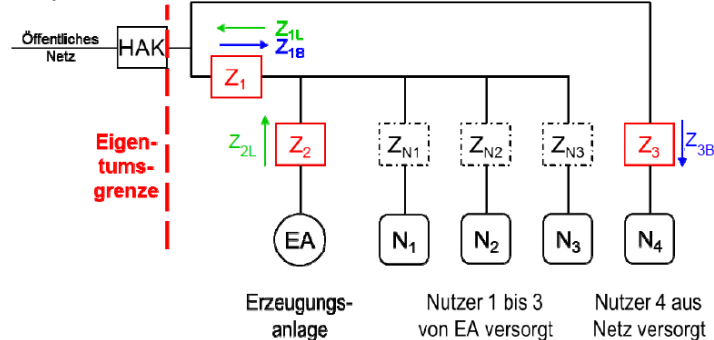 Öffentliches
Netz
HAK
Z1L
Z1B
Z1
Eigen-
tums-
grenze
Z2L
Z2
ZN1
ZN2
ZN3
Z3
Z3B
EA
N1
N2
N3
N4
Erzeugungs-
anlage
Nutzer 1 bis 3
von EA versorgt
Nutzer 4 aus
Netz versorgt